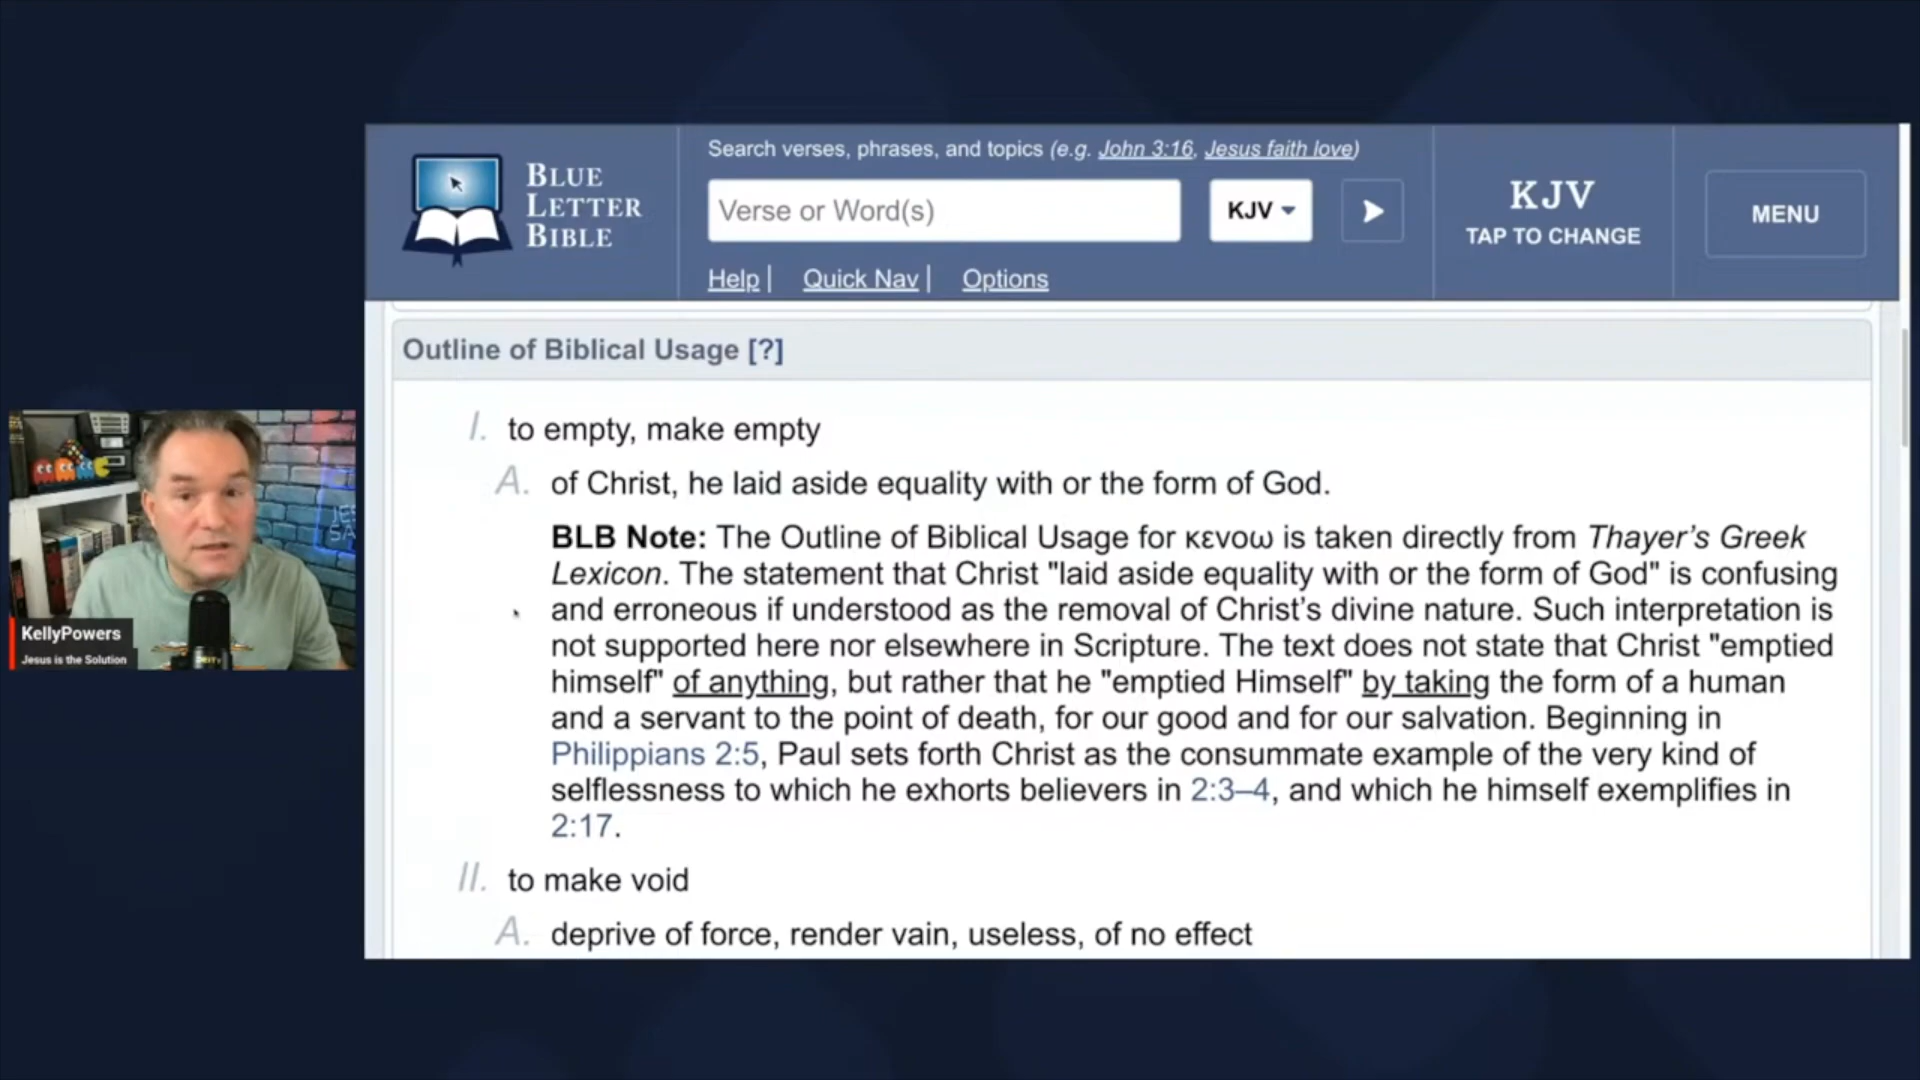 BLUE
LETTER
BIBLE
Search verses, phrases, and topics (e.g. John 3:16, Jesus faith love)
Verse or Word(s)
KJV
Help |
Quick Nav |
Options
KJV
TAP TO CHANGE
MENU
Outline of Biblical Usage [?]
I. to empty, make empty
A. of Christ, he laid aside equality with or the form of God.
BLB Note: The Outline of Biblical Usage for κενοω is taken directly from Thayer's Greek
Lexicon. The statement that Christ "laid aside equality with or the form of God" is confusing
and erroneous if understood as the removal of Christ's divine nature. Such interpretation is
not supported here nor elsewhere in Scripture. The text does not state that Christ "emptied
himself" of anything, but rather that he "emptied Himself" by taking the form of a human
and a servant to the point of death, for our good and for our salvation. Beginning in
Philippians 2:5, Paul sets forth Christ as the consummate example of the very kind of
selflessness to which he exhorts believers in 2:3–4, and which he himself exemplifies in
2:17.
II. to make void
A. deprive of force, render vain, useless, of no effect
KellyPowers
Jesus is the Solution